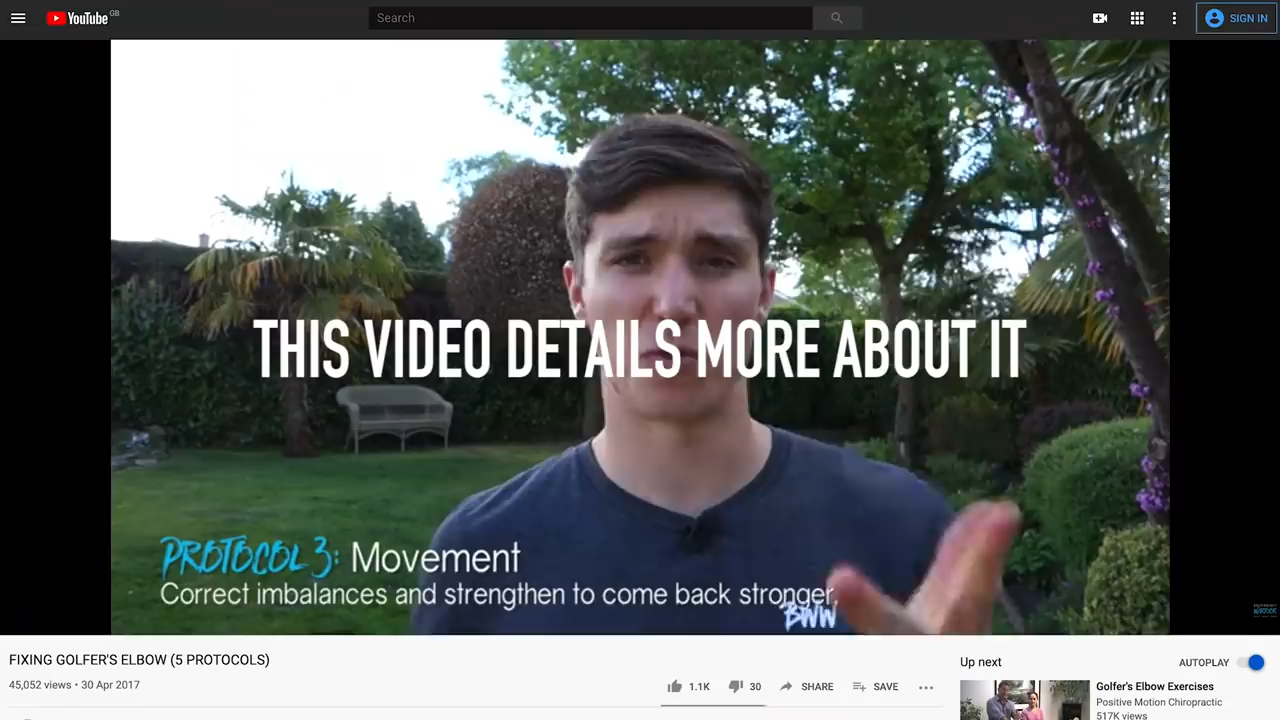 YouTube GB
Search
SIGN IN
THIS VIDEO DETAILS MORE ABOUT IT
PROTOCOL 3: Movement
Correct imbalances and strengthen to come back stronger.
BWW
FIXING GOLFER'S ELBOW (5 PROTOCOLS)
45,052 views • 30 Apr 2017
1.1K
30
SHARE
SAVE
Up next
AUTOPLAY
Golfer's Elbow Exercises
Positive Motion Chiropractic
517K views